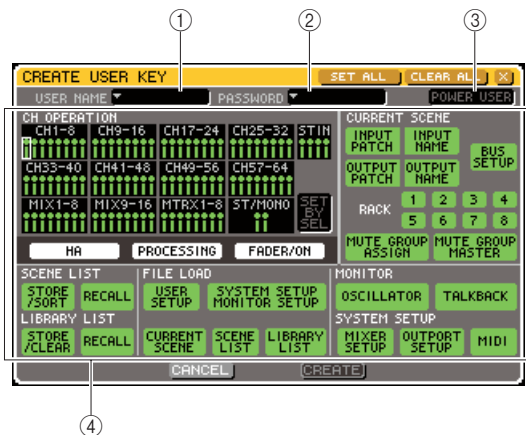 ① ② ③
CREATE USER KEY SET ALL CLEAR ALL X
USER NAME PASSWORD POWER USER
CH OPERATION
CH1-8 CH9-16 CH17-24 CH25-32 STIN
CH33-40 CH41-48 CH49-56 CH57-64
MIX1-8 MIX9-16 MTRX1-8 ST/MONO SET BY SEL
HA PROCESSING FADER/ON
CURRENT SCENE
INPUT PATCH INPUT NAME BUS SETUP
OUTPUT PATCH OUTPUT NAME
RACK 1 2 3 4
5 6 7 8
MUTE GROUP ASSIGN MUTE GROUP MASTER
SCENE LIST FILE LOAD MONITOR
STORE /SORT RECALL USER SETUP SYSTEM SETUP MONITOR SETUP OSCILLATOR TALKBACK
LIBRARY LIST SYSTEM SETUP
STORE /CLEAR RECALL CURRENT SCENE SCENE LIST LIBRARY LIST MIXER SETUP OUTPORT SETUP MIDI
CANCEL CREATE
④